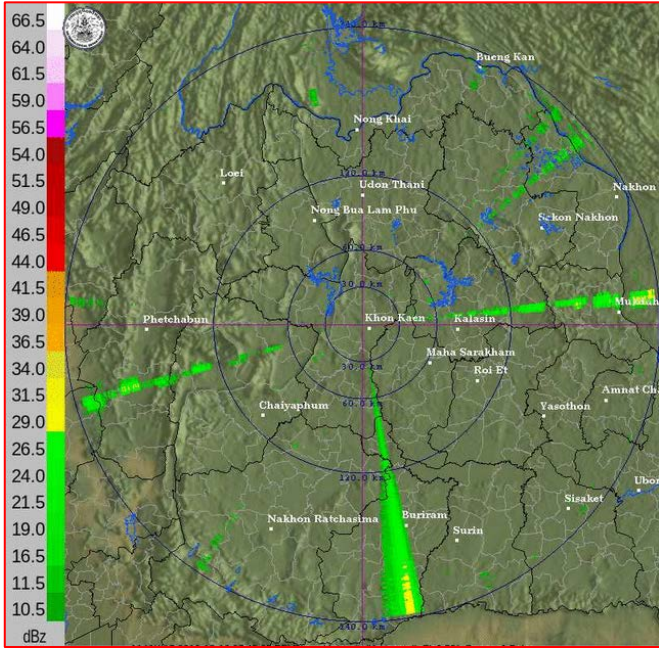 66.5
64.0
61.5
59.0
56.5
54.0
51.5
49.0
46.5
44.0
41.5
39.0
36.5
34.0
31.5
29.0
26.5
24.0
21.5
19.0
16.5
11.5
10.5
dBz
Bueng Kan
Nong Khai
Loei
Udon Thani
Nakhon
Nong Bua Lam Phu
Sakon Nakhon
30.0 km
Phetchabun
Khon Kaen
Kalasin
Maha Sarakham
Roi Et
60.0 km
Chaiyaphum
Yasothon
Amnat Cha
120.0 km
Ubon
Sisaket
Nakhon Ratchasima
Buriram
Surin